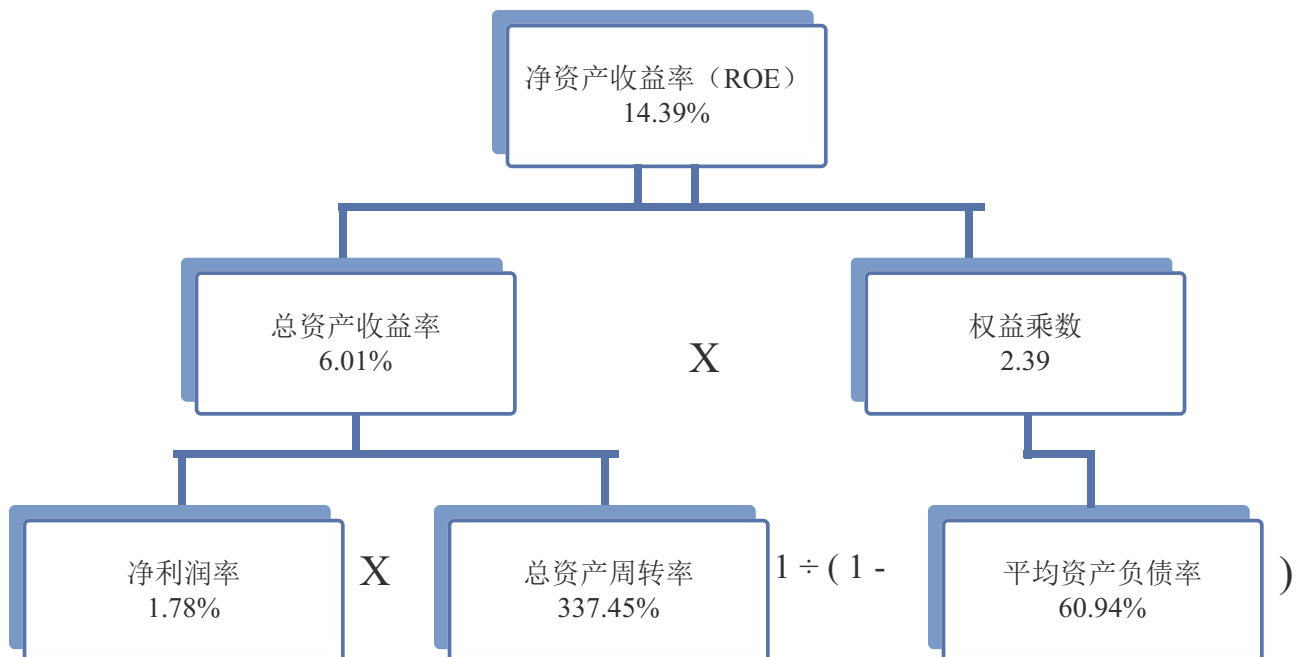 净资产收益率（ROE）
14.39%
总资产收益率
6.01%
X
权益乘数
2.39
净利润率
1.78%
X
总资产周转率
337.45%
1 ÷ ( 1 -
平均资产负债率
60.94%
)